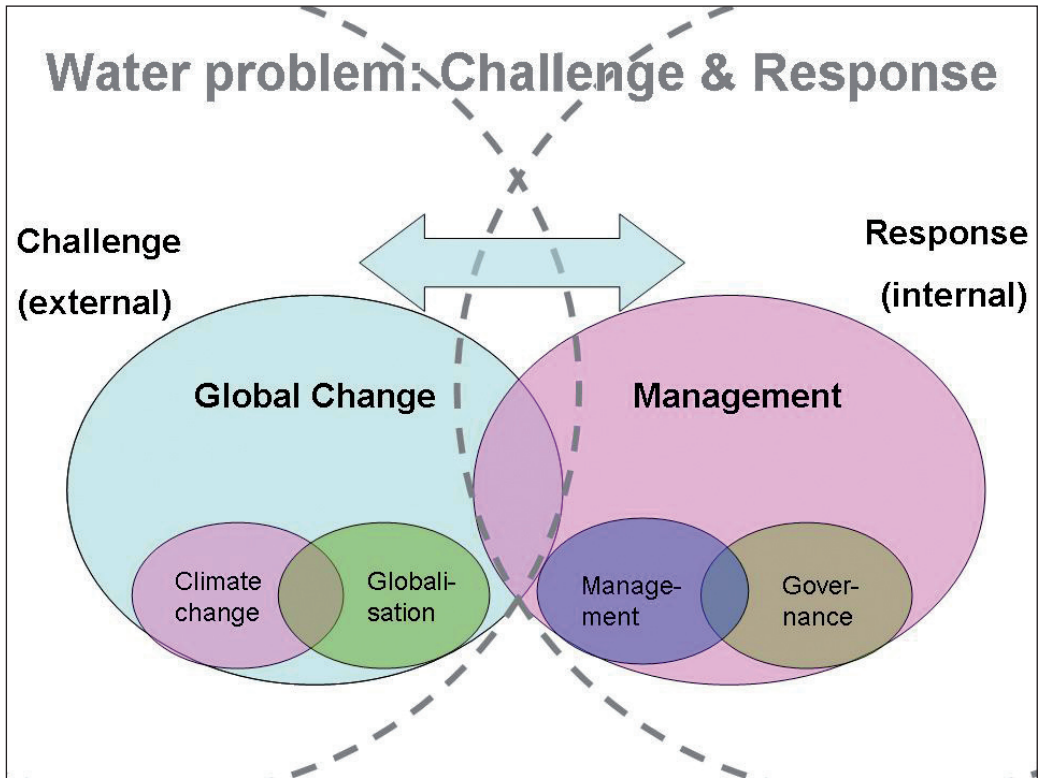 Water problem: Challenge & Response
Challenge
(external)
Response
(internal)
Global Change
Management
Climate
change
Globali-
sation
Manage-
ment
Gover-
nance